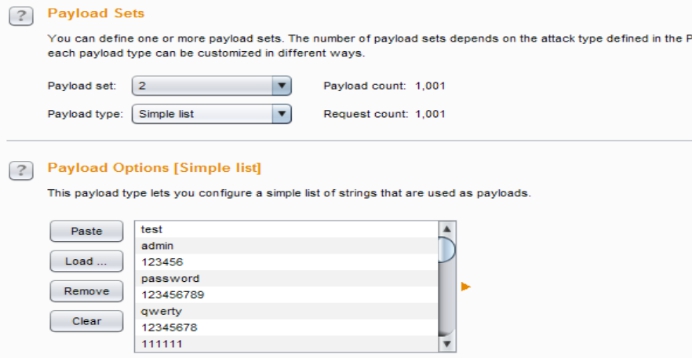 ? Payload Sets
You can define one or more payload sets. The number of payload sets depends on the attack type defined in the P
each payload type can be customized in different ways.
Payload set: 2 Payload count: 1,001
Payload type: Simple list Request count: 1,001
? Payload Options [Simple list]
This payload type lets you configure a simple list of strings that are used as payloads.
Paste test
admin
Load ... 123456
password
Remove 123456789
qwerty
Clear 12345678
111111